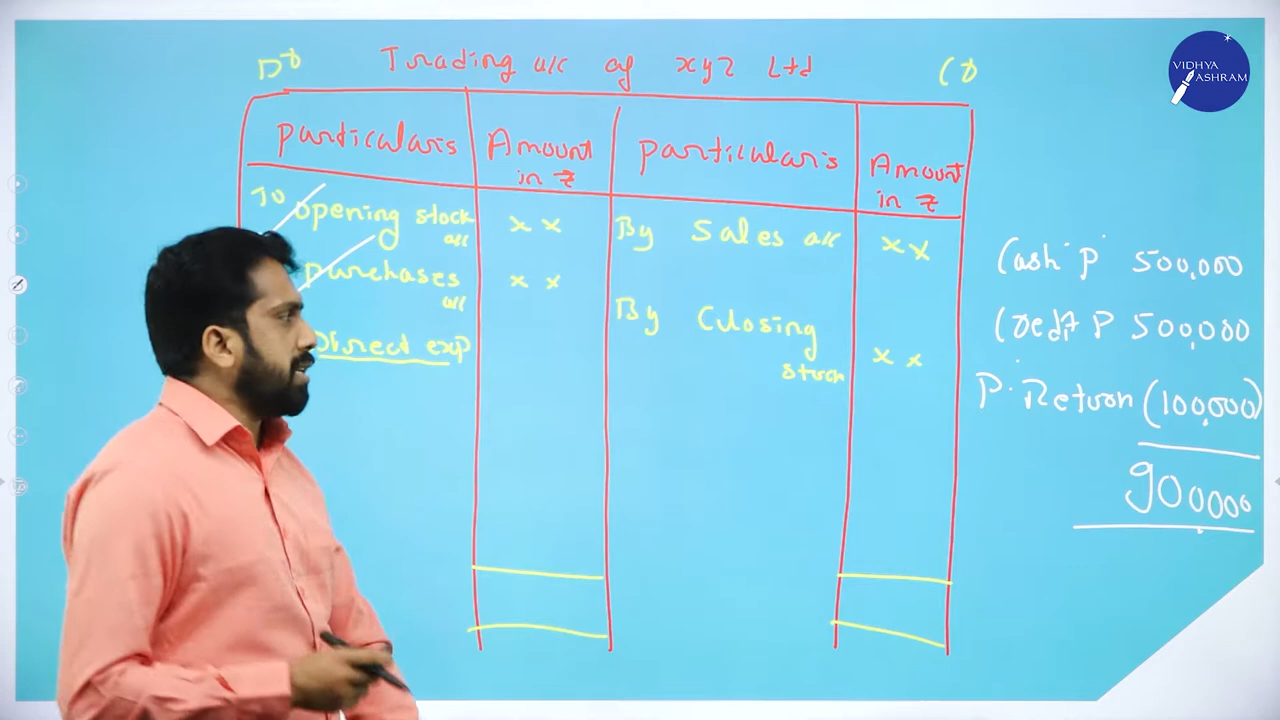 VIDHYA
ASHRAM
Dr Trading a/c of xyz Ltd Cr
Particulars Amount in ₹ Particulars Amount in ₹
To opening stock a/c x x By Sales a/c x x
purchases a/c x x
By Closing stock x x
Direct exp
Cash P 500,000
Credit P 500,000
P. Return (100,000)
900000